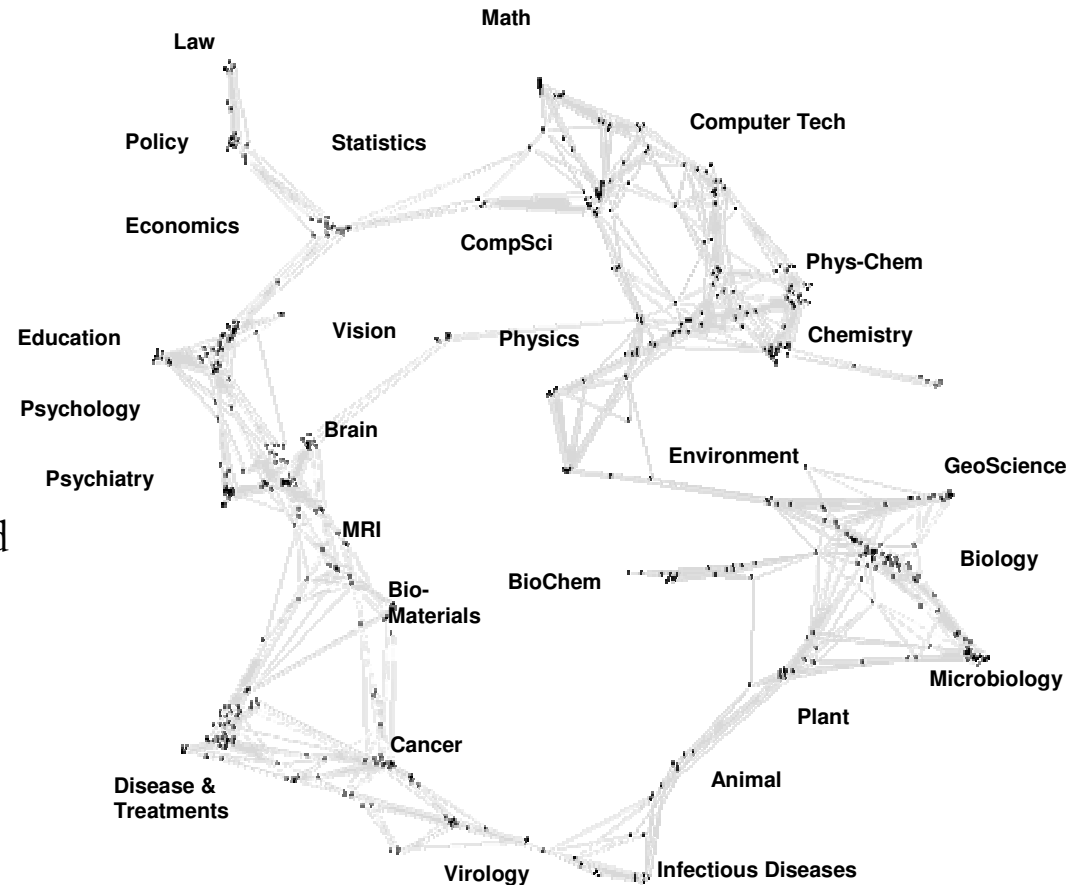 Math
Law
Computer Tech
Policy
Statistics
Economics
CompSci
Phys-Chem
Education
Vision
Physics
Chemistry
Psychology
Brain
Environment
GeoScience
Psychiatry
MRI
d
Biology
BioChem
Bio-
Materials
Microbiology
Plant
Cancer
Animal
Disease &
Treatments
Virology
Infectious Diseases